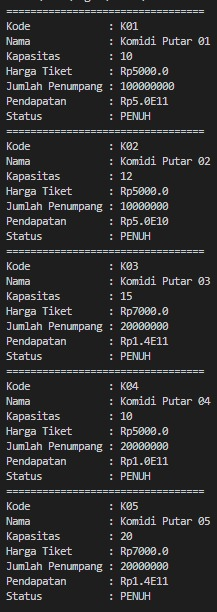 ==================================
Kode : K01
Nama : Komidi Putar 01
Kapasitas : 10
Harga Tiket : Rp5000.0
Jumlah Penumpang : 100000000
Pendapatan : Rp5.0E11
Status : PENUH
==================================
Kode : K02
Nama : Komidi Putar 02
Kapasitas : 12
Harga Tiket : Rp5000.0
Jumlah Penumpang : 10000000
Pendapatan : Rp5.0E10
Status : PENUH
==================================
Kode : K03
Nama : Komidi Putar 03
Kapasitas : 15
Harga Tiket : Rp7000.0
Jumlah Penumpang : 20000000
Pendapatan : Rp1.4E11
Status : PENUH
==================================
Kode : K04
Nama : Komidi Putar 04
Kapasitas : 10
Harga Tiket : Rp5000.0
Jumlah Penumpang : 20000000
Pendapatan : Rp1.0E11
Status : PENUH
==================================
Kode : K05
Nama : Komidi Putar 05
Kapasitas : 20
Harga Tiket : Rp7000.0
Jumlah Penumpang : 20000000
Pendapatan : Rp1.4E11
Status : PENUH